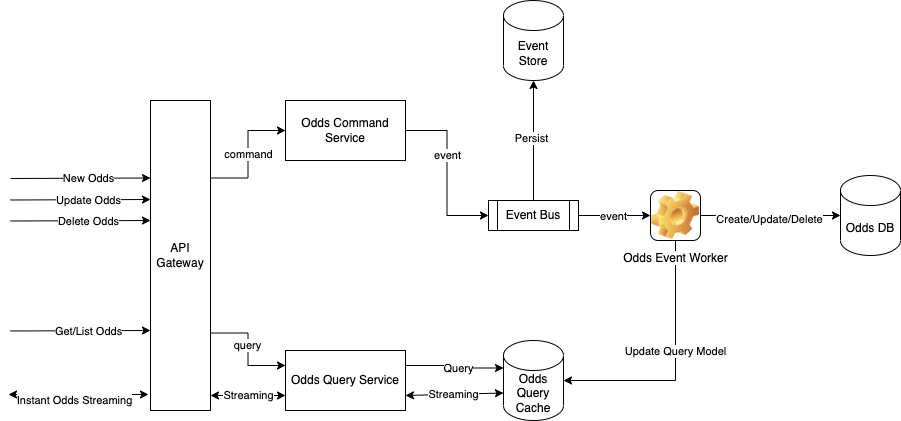 Event
Store
Persist
Odds Command
Service
command
event
New Odds
Update Odds
Delete Odds
API
Gateway
Event Bus
event
Create/Update/Delete
Odds DB
Odds Event Worker
Get/List Odds
query
Update Query Model
Odds Query Service
Query
Odds
Query
Cache
Instant Odds Streaming
Streaming
Streaming